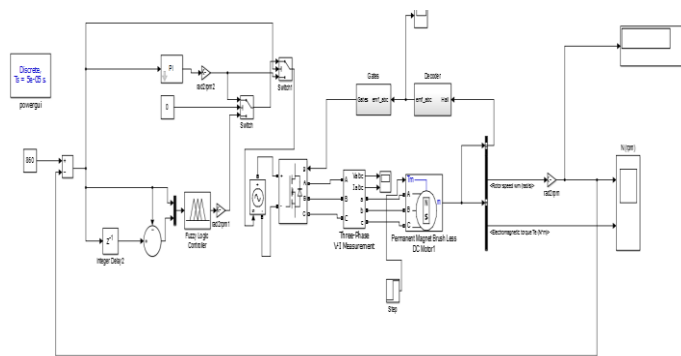 Discrete,
Ts = 5e-05 s
powergui
860
PI
rad2rpm2
0
Switch
Switch1
z⁻¹
Integer Delay2
Fuzzy Logic
Controller
rad2rpm1
Gates
Gates emf_abc
Decoder
emf_abc Hall
g
A
B
C
A
B
C
Vabc
Iabc
a
b
c
Three-Phase
V-I Measurement
Tm
A
B
C
m
N
S
Permanent Magnet Brush Less
DC Motor1
Step
<Rotor speed wm (rad/s)>
rad2rpm
<Electromagnetic torque Te (N*m)>
N (rpm)